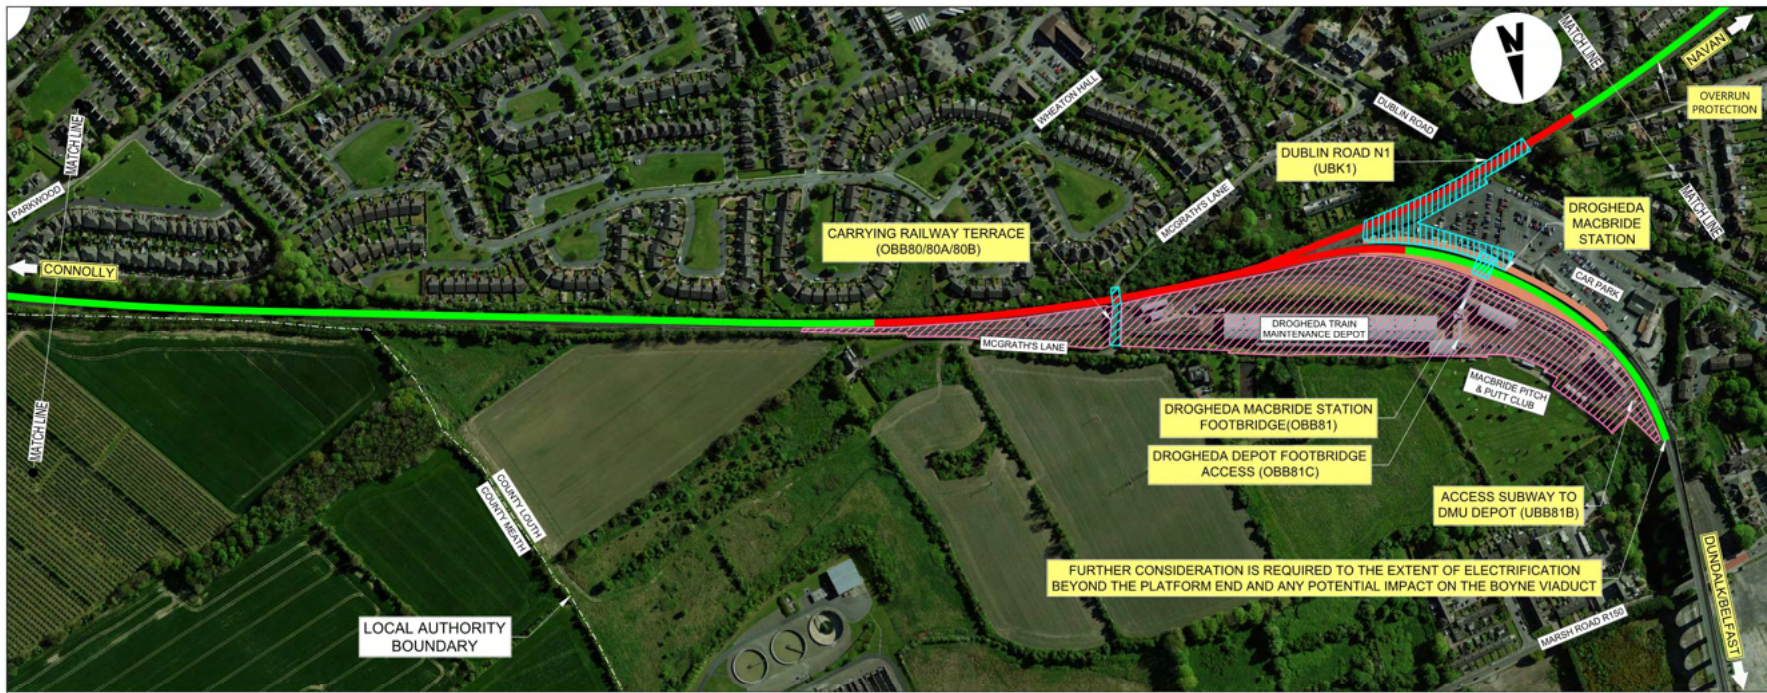 N
MATCH LINE
NAVAN
OVERRUN
PROTECTION
WHEATON HALL
DUBLIN ROAD
MATCH LINE
DUBLIN ROAD N1
(UBK1)
PARKWOOD
MCGRATH'S LANE
MATCH LINE
DROGHEDA
MACBRIDE
STATION
CARRYING RAILWAY TERRACE
(OBB80/80A/80B)
CONNOLLY
CAR PARK
DROGHEDA TRAIN
MAINTENANCE DEPOT
MCGRATH'S LANE
MACBRIDE PITCH
& PUTT CLUB
MATCH LINE
DROGHEDA MACBRIDE STATION
FOOTBRIDGE(OBB81)
DROGHEDA DEPOT FOOTBRIDGE
ACCESS (OBB81C)
ACCESS SUBWAY TO
DMU DEPOT (UBB81B)
COUNTY LOUTH
COUNTY MEATH
FURTHER CONSIDERATION IS REQUIRED TO THE EXTENT OF ELECTRIFICATION
BEYOND THE PLATFORM END AND ANY POTENTIAL IMPACT ON THE BOYNE VIADUCT
DUNDALK/BELFAST
LOCAL AUTHORITY
BOUNDARY
MARSH ROAD R150